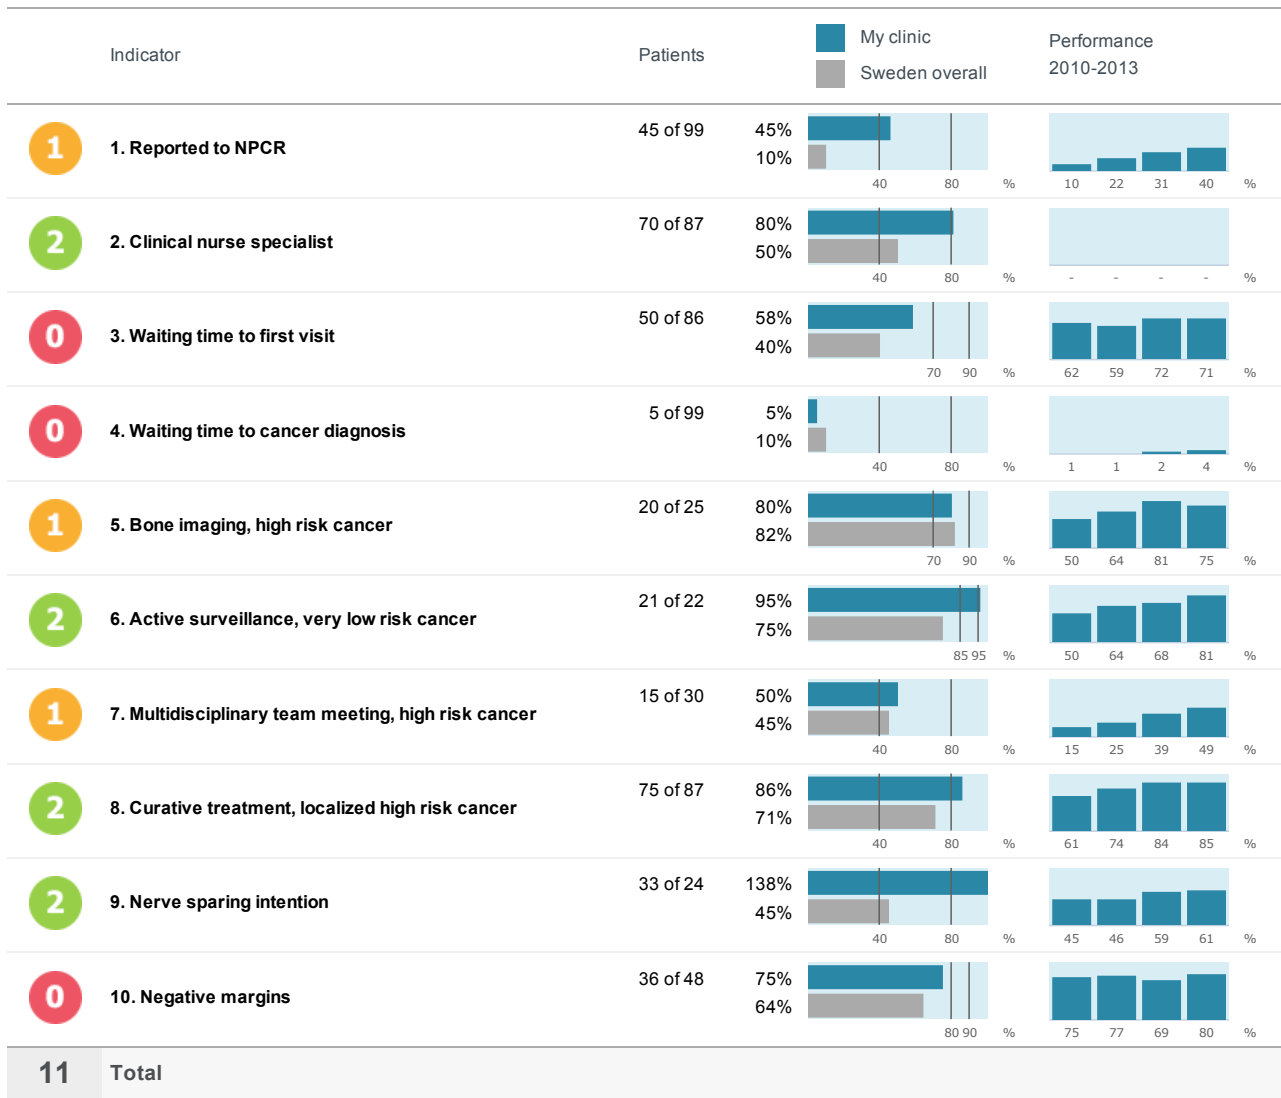 Indicator Patients My clinic Performance
Sweden overall 2010-2013
1 1. Reported to NPCR 45 of 99 45%
10%
40 80 % 10 22 31 40 %
2 2. Clinical nurse specialist 70 of 87 80%
50%
40 80 % - - - - %
0 3. Waiting time to first visit 50 of 86 58%
40%
70 90 % 62 59 72 71 %
0 4. Waiting time to cancer diagnosis 5 of 99 5%
10%
40 80 % 1 1 2 4 %
1 5. Bone imaging, high risk cancer 20 of 25 80%
82%
70 90 % 50 64 81 75 %
2 6. Active surveillance, very low risk cancer 21 of 22 95%
75%
85 95 % 50 64 68 81 %
1 7. Multidisciplinary team meeting, high risk cancer 15 of 30 50%
45%
40 80 % 15 25 39 49 %
2 8. Curative treatment, localized high risk cancer 75 of 87 86%
71%
40 80 % 61 74 84 85 %
2 9. Nerve sparing intention 33 of 24 138%
45%
40 80 % 45 46 59 61 %
0 10. Negative margins 36 of 48 75%
64%
80 90 % 75 77 69 80 %
11 Total